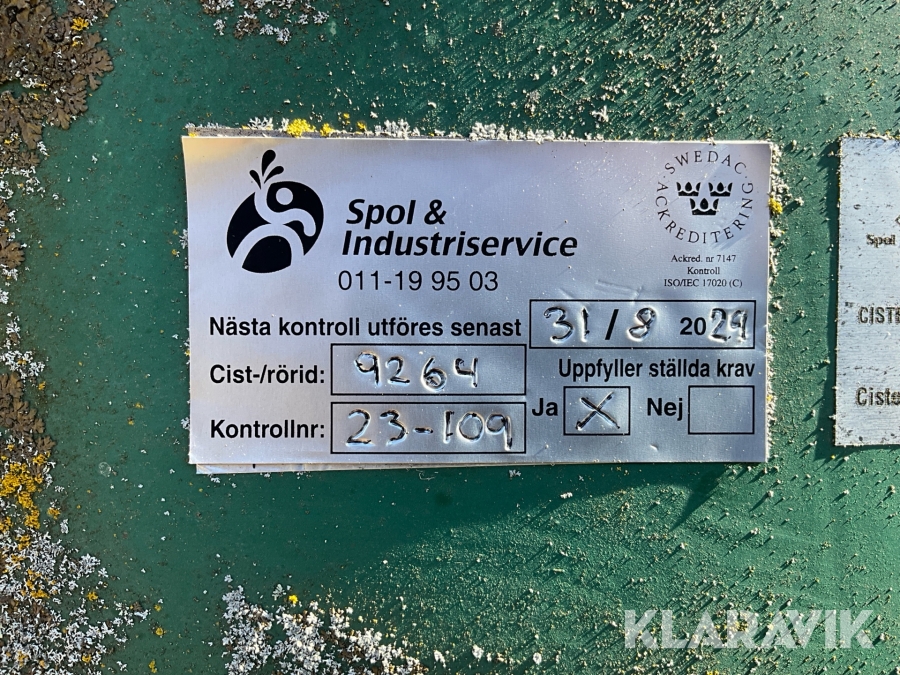 Spol &
Industriservice
011-19 95 03
· SWEDAC ·
ACKREDITERING
Ackred. nr 7147
Kontroll
ISO/IEC 17020 (C)
Nästa kontroll utföres senast 31/8 2029
Cist-/rörid: 9264
Uppfyller ställda krav
Ja X Nej
Kontrollnr: 23-109
Spol
CISTE
Ciste
KLARAVIK